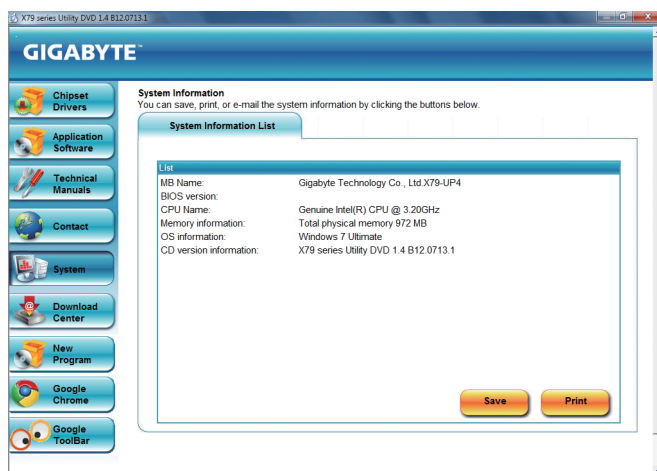 X79 series Utility DVD 1.4 B12.0713.1
GIGABYTE™
Chipset
Drivers
Application
Software
Technical
Manuals
Contact
System
Download
Center
New
Program
Google
Chrome
Google
ToolBar
System Information
You can save, print, or e-mail the system information by clicking the buttons below.
System Information List
List
MB Name: Gigabyte Technology Co., Ltd.X79-UP4
BIOS version:
CPU Name: Genuine Intel(R) CPU @ 3.20GHz
Memory information: Total physical memory 972 MB
OS information: Windows 7 Ultimate
CD version information: X79 series Utility DVD 1.4 B12.0713.1
Save Print